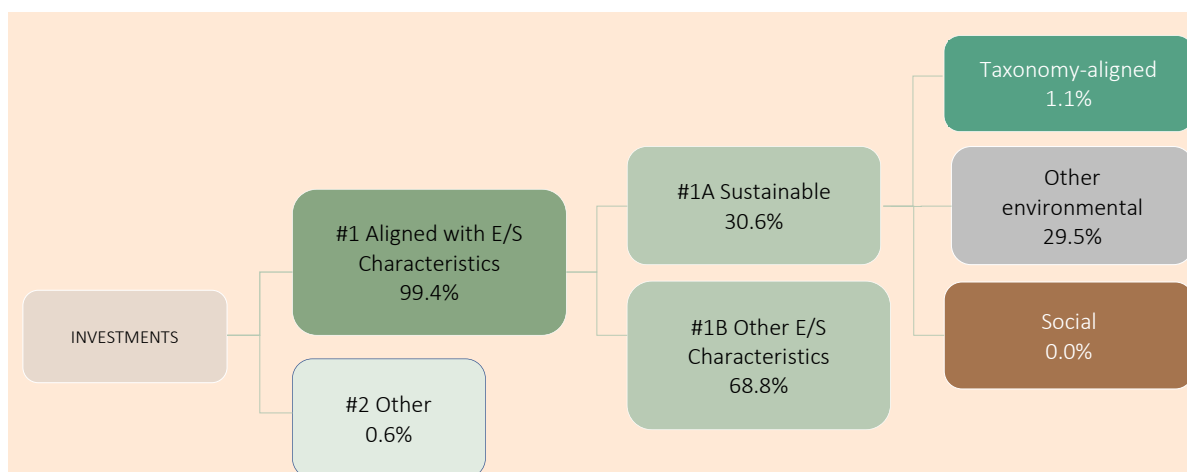 INVESTMENTS
#1 Aligned with E/S
Characteristics
99.4%
#2 Other
0.6%
#1A Sustainable
30.6%
#1B Other E/S
Characteristics
68.8%
Taxonomy-aligned
1.1%
Other
environmental
29.5%
Social
0.0%